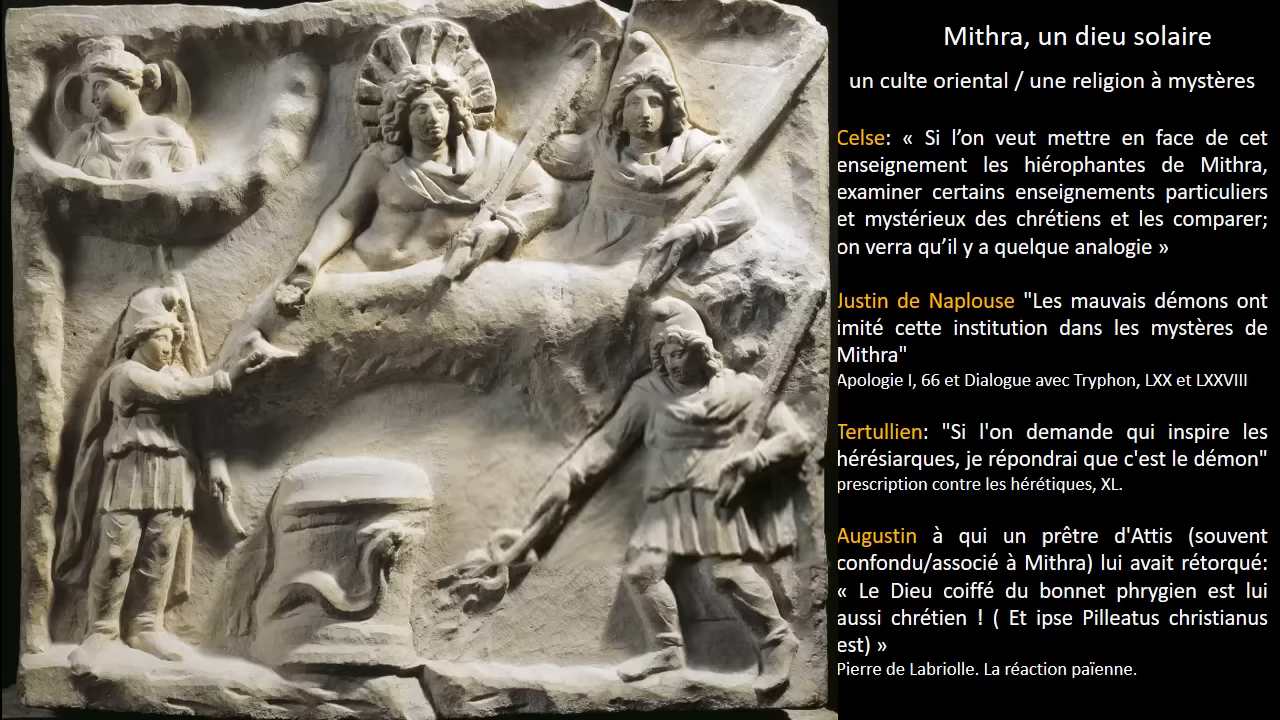 Mithra, un dieu solaire
un culte oriental / une religion à mystères
Celse: « Si l’on veut mettre en face de cet
enseignement les hiérophantes de Mithra,
examiner certains enseignements particuliers
et mystérieux des chrétiens et les comparer;
on verra qu’il y a quelque analogie »
Justin de Naplouse "Les mauvais démons ont
imité cette institution dans les mystères de
Mithra"
Apologie I, 66 et Dialogue avec Tryphon, LXX et LXXVIII
Tertullien: "Si l'on demande qui inspire les
hérésiarques, je répondrai que c'est le démon"
prescription contre les hérétiques, XL.
Augustin à qui un prêtre d'Attis (souvent
confondu/associé à Mithra) lui avait rétorqué:
« Le Dieu coiffé du bonnet phrygien est lui
aussi chrétien ! ( Et ipse Pilleatus christianus
est) »
Pierre de Labriolle. La réaction païenne.